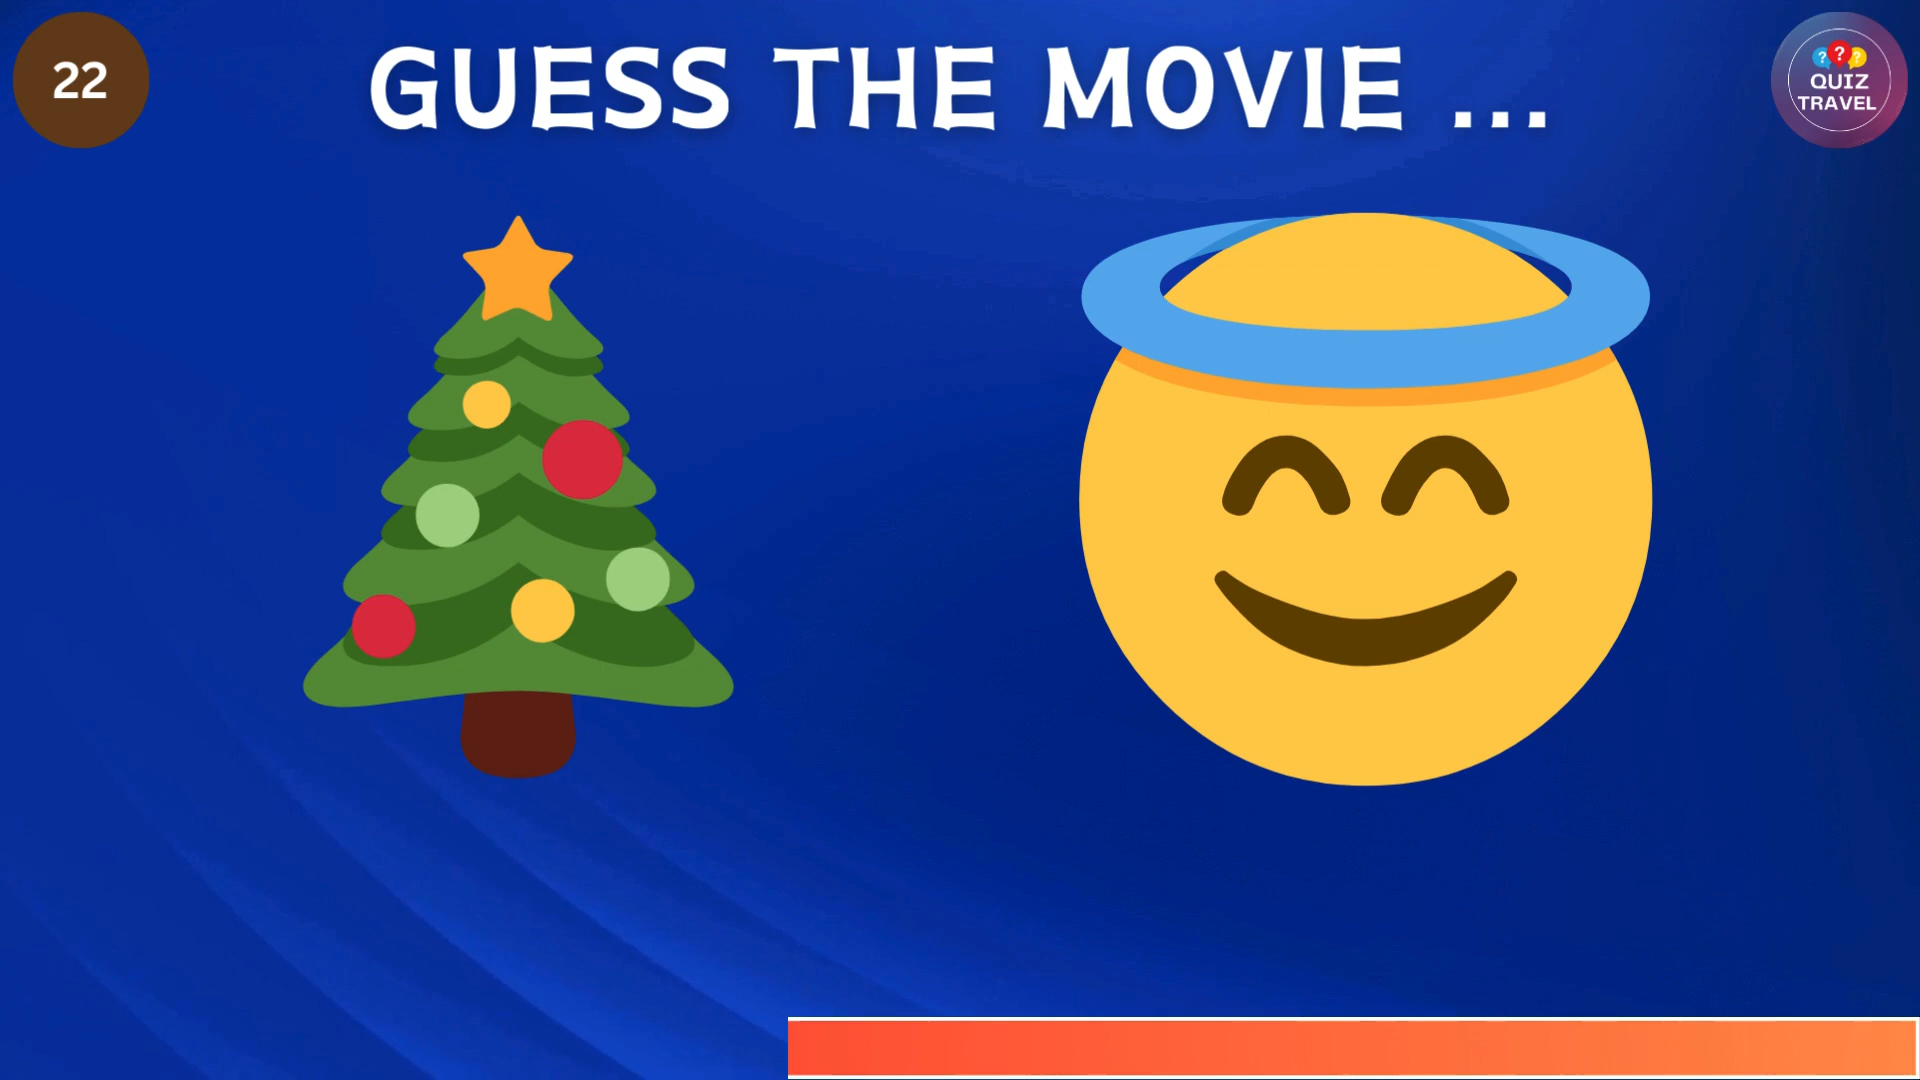 22
GUESS THE MOVIE ...
? ? ?
QUIZ
TRAVEL